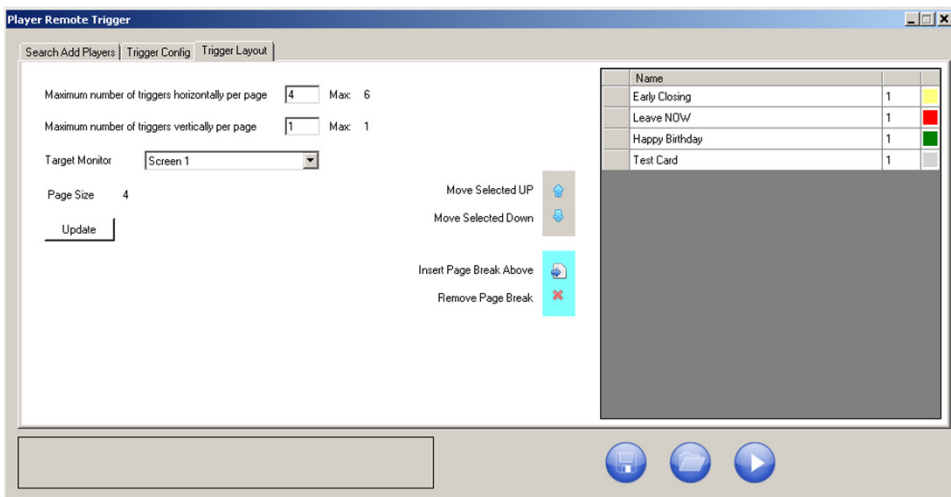 Player Remote Trigger
Search Add Players Trigger Config Trigger Layout
Maximum number of triggers horizontally per page 4 Max: 6
Maximum number of triggers vertically per page 1 Max: 1
Target Monitor Screen 1
Page Size 4
Update
Move Selected UP
Move Selected Down
Insert Page Break Above
Remove Page Break
Name
Early Closing 1
Leave NOW 1
Happy Birthday 1
Test Card 1